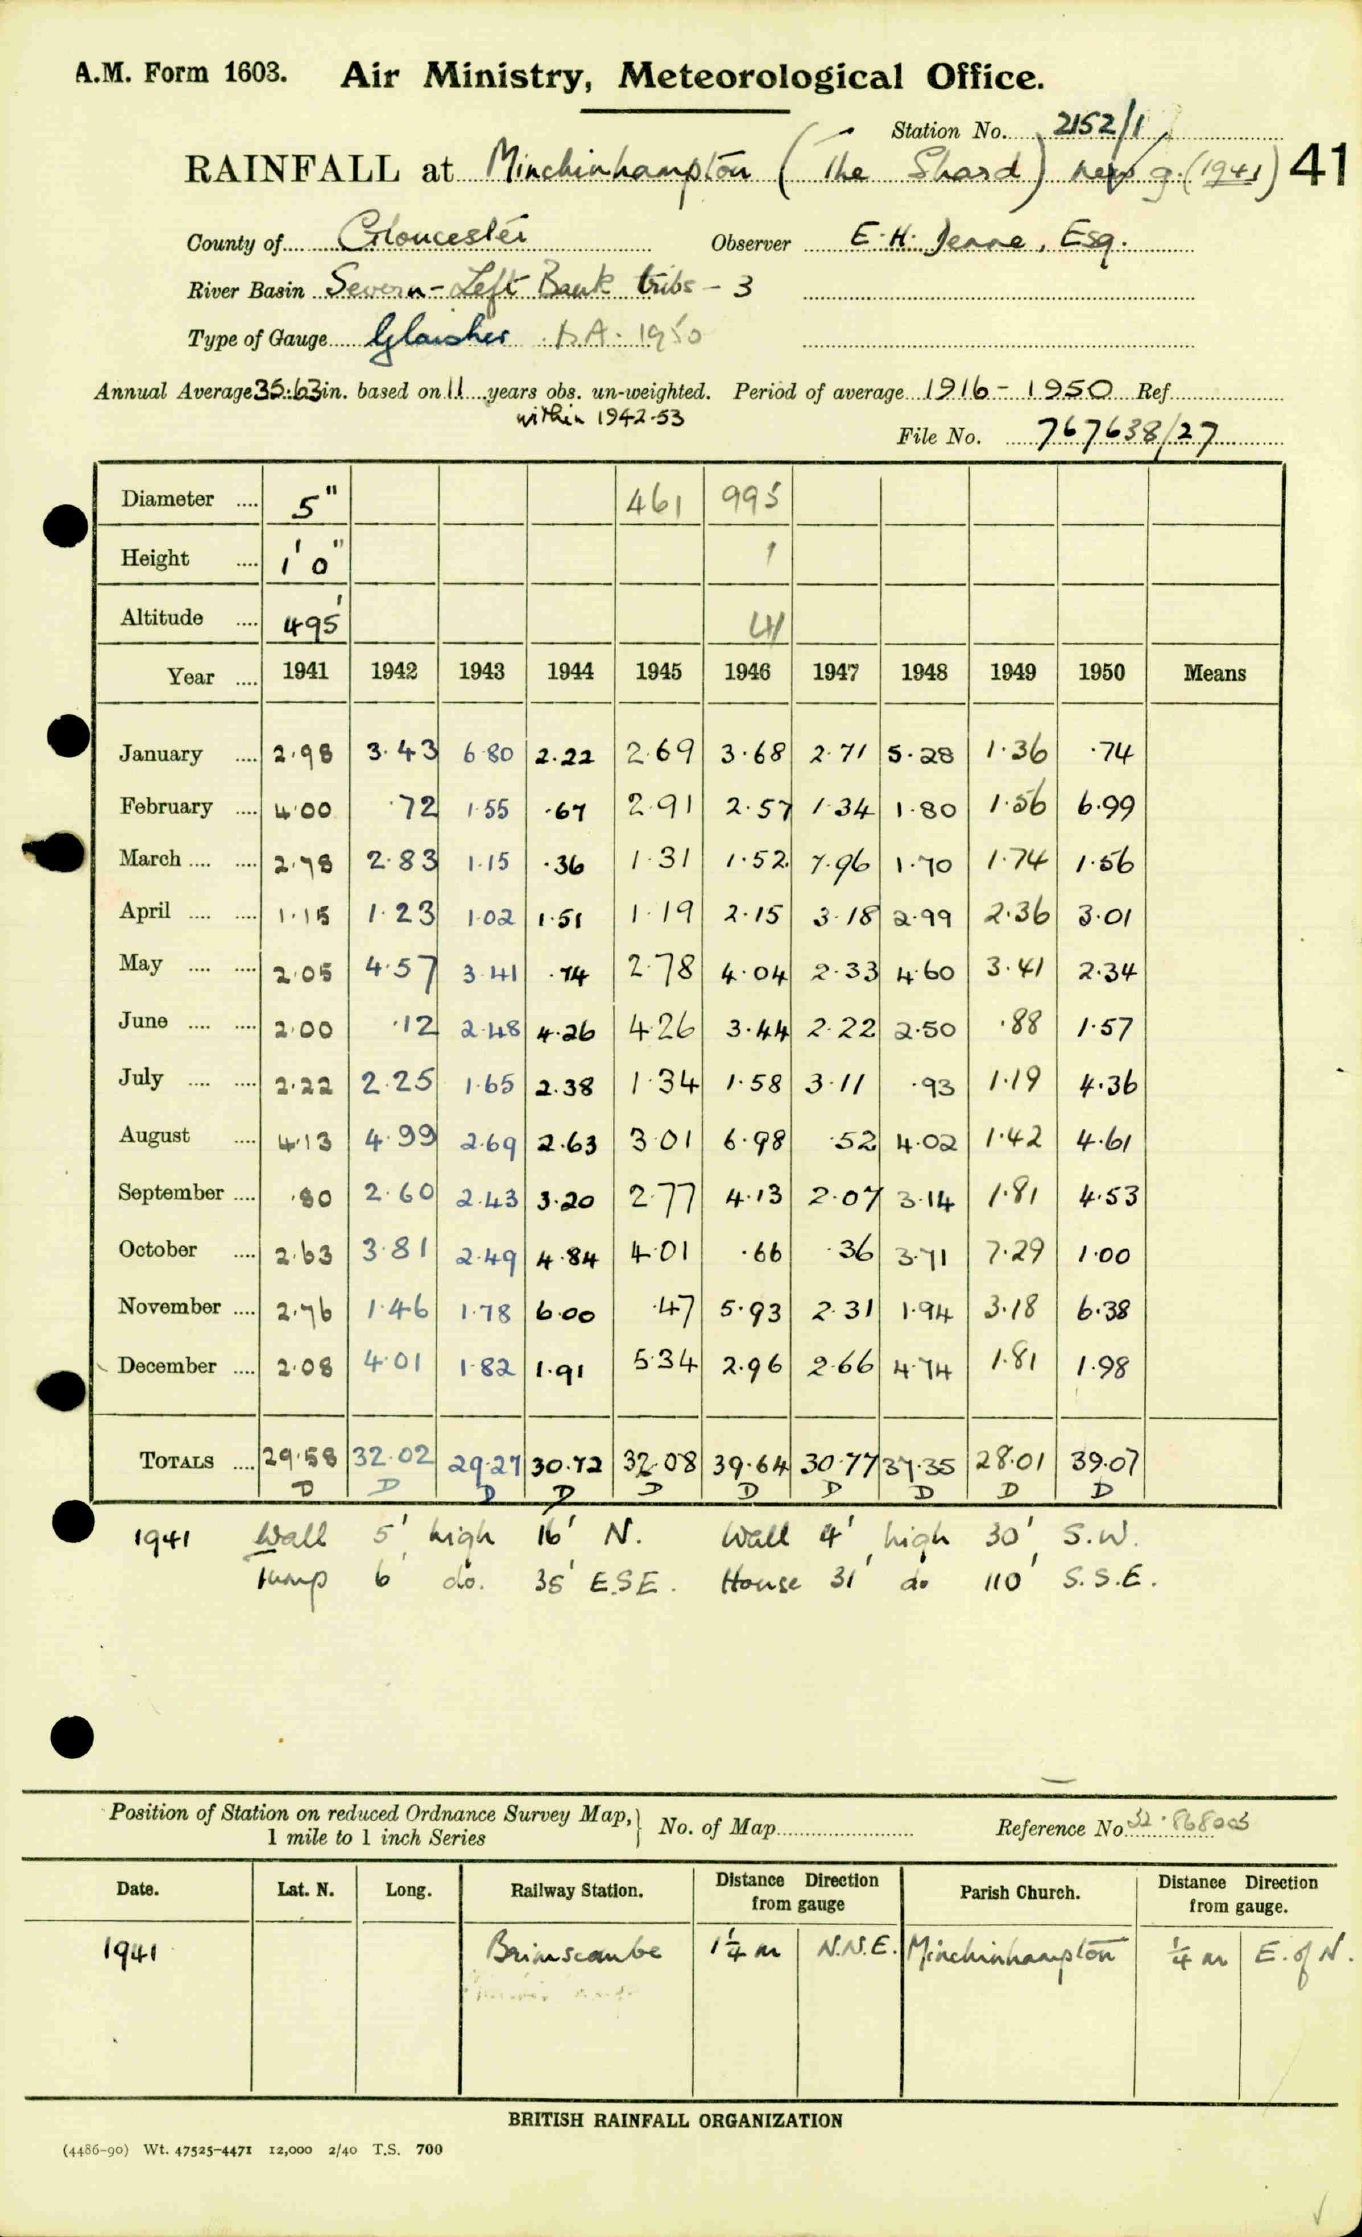 A.M. Form 1603. Air Ministry, Meteorological Office.
Station No. 2152/1
RAINFALL at Minchinhampton (The Shard) new g. (1941) 41
County of Gloucester Observer E. H. Jenne, Esq.
River Basin Severn - Left Bank tribs - 3
Type of Gauge Glaisher A. 1950
Annual Average 35.63 in. based on 11 years obs. un-weighted. Period of average 1916 - 1950 Ref.
within 1942-53
File No. 767638/27
Diameter .... 5" 461 995
Height .... 1' 0" 1
Altitude .... 495'
Year .... 1941 1942 1943 1944 1945 1946 1947 1948 1949 1950 Means
January .... 2.98 3.43 6.80 2.22 2.69 3.68 2.71 5.28 1.36 .74
February .... 4.00 .72 1.55 .67 2.91 2.57 1.34 1.80 1.56 6.99
March .... .... 2.78 2.83 1.15 .36 1.31 1.52 7.96 1.70 1.74 1.56
April .... .... 1.15 1.23 1.02 1.51 1.19 2.15 3.18 2.99 2.36 3.01
May .... .... 2.05 4.57 3.41 .74 2.78 4.04 2.33 4.60 3.41 2.34
June .... .... 2.00 .12 2.48 4.26 4.26 3.44 2.22 2.50 .88 1.57
July .... .... 2.22 2.25 1.65 2.38 1.34 1.58 3.11 .93 1.19 4.36
August .... 4.13 4.99 2.69 2.63 3.01 6.98 .52 4.02 1.42 4.61
September .... .80 2.60 2.43 3.20 2.77 4.13 2.07 3.14 1.81 4.53
October .... 2.63 3.81 2.49 4.84 4.01 .66 .36 3.71 7.29 1.00
November .... 2.76 1.46 1.78 6.00 .47 5.93 2.31 1.94 3.18 6.38
December .... 2.08 4.01 1.82 1.91 5.34 2.96 2.66 4.74 1.81 1.98
TOTALS .... 29.58 32.02 29.27 30.72 32.08 39.64 30.77 37.35 28.01 39.07
D D D D D D D D D D
1941 Wall 5' high 16' N. Wall 4' high 30' S.W.
Tump 6' do. 35' E.S.E. House 31' do 110' S.S.E.
Position of Station on reduced Ordnance Survey Map, 1 mile to 1 inch Series } No. of Map Reference No. 32.868003
Date. Lat. N. Long. Railway Station. Distance Direction from gauge Parish Church. Distance Direction from gauge.
1941 Brimscombe 1¼ m N.N.E. Minchinhampton ¼ m E. of N.
BRITISH RAINFALL ORGANIZATION
(4486-90) Wt. 47525-4471 12,000 2/40 T.S. 700